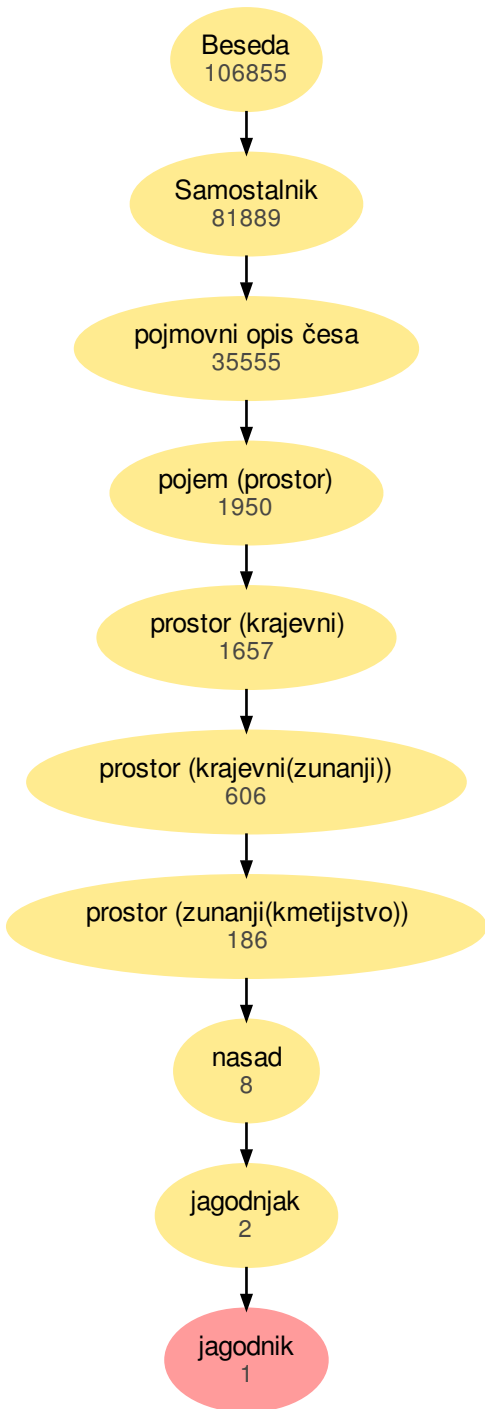 Beseda
106855
Samostalnik
81889
pojmovni opis česa
35555
pojem (prostor)
1950
prostor (krajevni)
1657
prostor (krajevni(zunanji))
606
prostor (zunanji(kmetijstvo))
186
nasad
8
jagodnjak
2
jagodnik
1